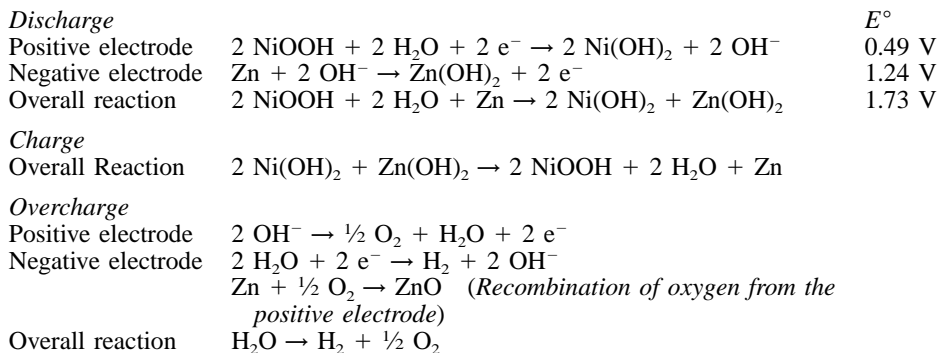 Discharge E°
Positive electrode 2 NiOOH + 2 H₂O + 2 e⁻ → 2 Ni(OH)₂ + 2 OH⁻ 0.49 V
Negative electrode Zn + 2 OH⁻ → Zn(OH)₂ + 2 e⁻ 1.24 V
Overall reaction 2 NiOOH + 2 H₂O + Zn → 2 Ni(OH)₂ + Zn(OH)₂ 1.73 V
Charge
Overall Reaction 2 Ni(OH)₂ + Zn(OH)₂ → 2 NiOOH + 2 H₂O + Zn
Overcharge
Positive electrode 2 OH⁻ → ½ O₂ + H₂O + 2 e⁻
Negative electrode 2 H₂O + 2 e⁻ → H₂ + 2 OH⁻
Zn + ½ O₂ → ZnO (Recombination of oxygen from the
positive electrode)
Overall reaction H₂O → H₂ + ½ O₂